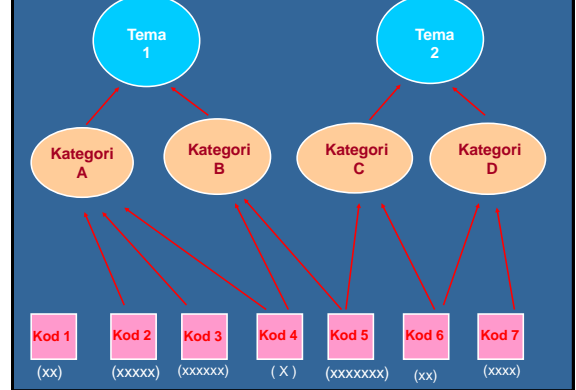 Tema
1
Tema
2
Kategori
A
Kategori
B
Kategori
C
Kategori
D
Kod 1
Kod 2
Kod 3
Kod 4
Kod 5
Kod 6
Kod 7
(xx)
(xxxxx)
(xxxxxx)
( X )
(xxxxxxx)
(xx)
(xxxx)